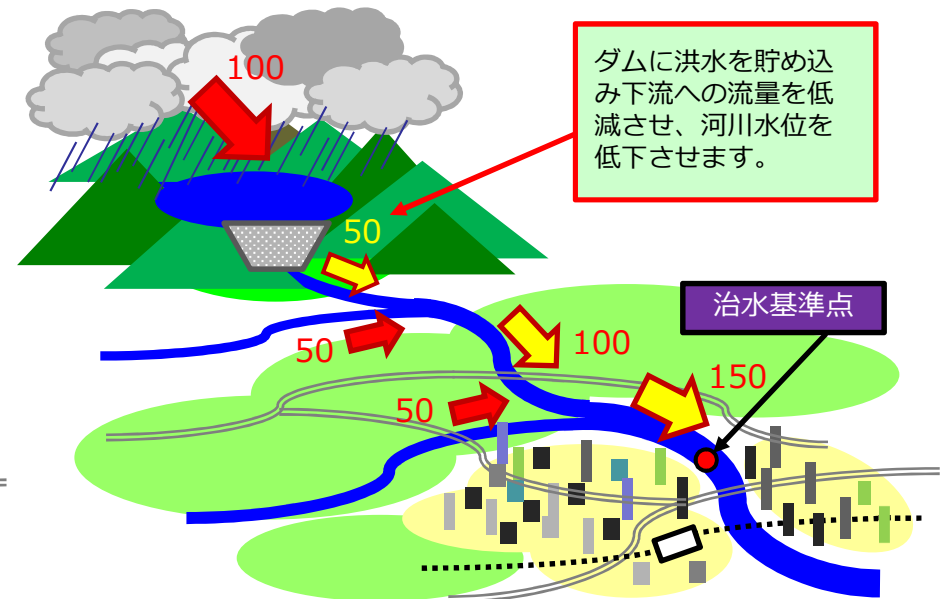 100
ダムに洪水を貯め込
み下流への流量を低
減させ、河川水位を
低下させます。
50
治水基準点
50
100
150
50